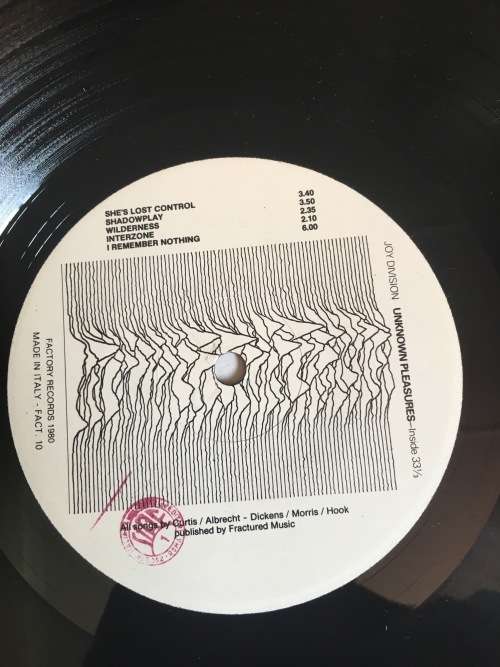 SHE'S LOST CONTROL 3.40
SHADOWPLAY 3.50
WILDERNESS 2.35
INTERZONE 2.10
I REMEMBER NOTHING 6.00
JOY DIVISION UNKNOWN PLEASURES–Inside 33⅓
FACTORY RECORDS 1980
MADE IN ITALY - FACT . 10
All songs by Curtis / Albrecht - Dickens / Morris / Hook
published by Fractured Music